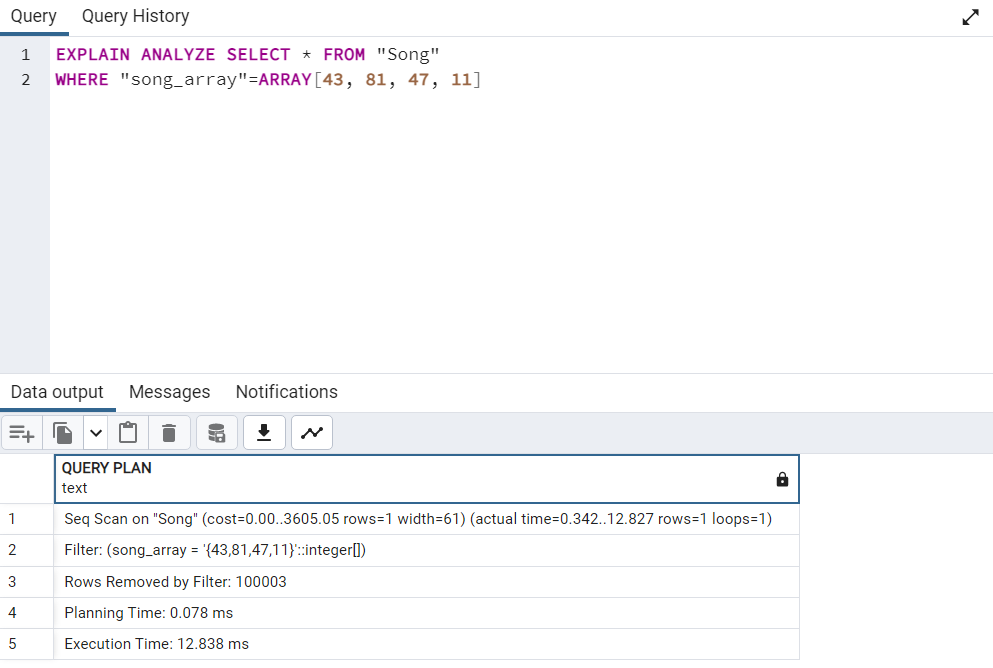 Query Query History
1 EXPLAIN ANALYZE SELECT * FROM "Song"
2 WHERE "song_array"=ARRAY[43, 81, 47, 11]
Data output Messages Notifications
QUERY PLAN
text
1 Seq Scan on "Song" (cost=0.00..3605.05 rows=1 width=61) (actual time=0.342..12.827 rows=1 loops=1)
2 Filter: (song_array = '{43,81,47,11}'::integer[])
3 Rows Removed by Filter: 100003
4 Planning Time: 0.078 ms
5 Execution Time: 12.838 ms